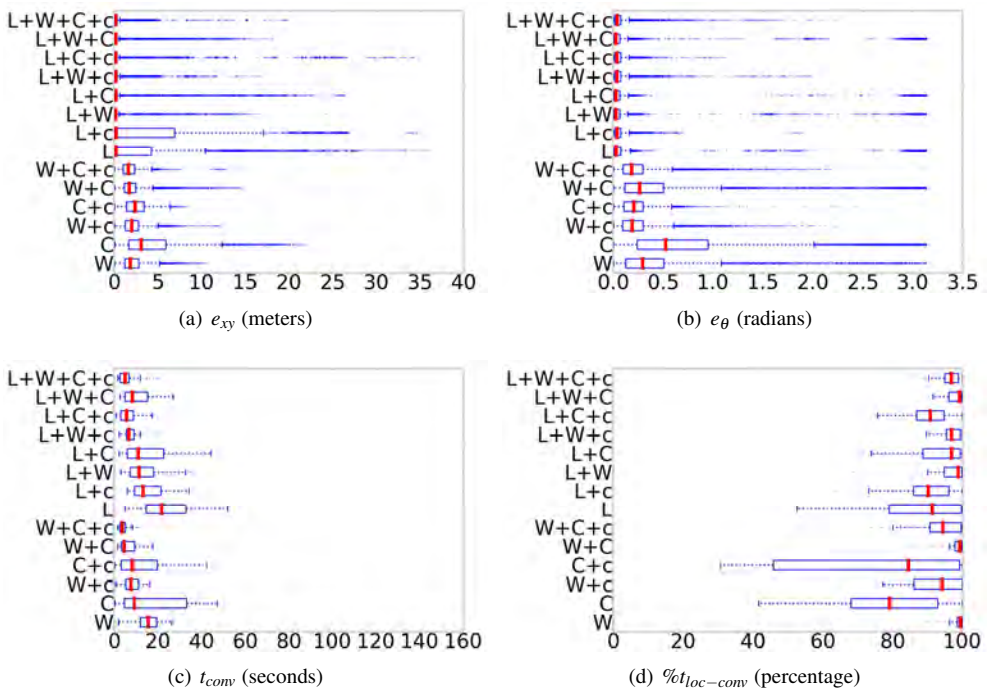 L+W+C+c
L+W+C
L+C+c
L+W+c
L+C
L+W
L+c
L
W+C+c
W+C
C+c
W+c
C
W
0 5 10 15 20 25 30 35 40
(a) e_xy (meters)
L+W+C+c
L+W+C
L+C+c
L+W+c
L+C
L+W
L+c
L
W+C+c
W+C
C+c
W+c
C
W
0.0 0.5 1.0 1.5 2.0 2.5 3.0 3.5
(b) e_θ (radians)
L+W+C+c
L+W+C
L+C+c
L+W+c
L+C
L+W
L+c
L
W+C+c
W+C
C+c
W+c
C
W
0 20 40 60 80 100 120 140 160
(c) t_conv (seconds)
L+W+C+c
L+W+C
L+C+c
L+W+c
L+C
L+W
L+c
L
W+C+c
W+C
C+c
W+c
C
W
0 20 40 60 80 100
(d) %t_loc−conv (percentage)